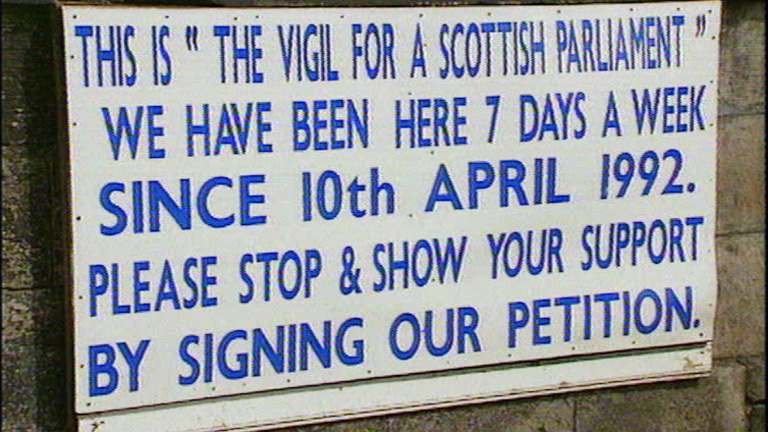 THIS IS " THE VIGIL FOR A SCOTTISH PARLIAMENT "
WE HAVE BEEN HERE 7 DAYS A WEEK
SINCE 10th APRIL 1992.
PLEASE STOP & SHOW YOUR SUPPORT
BY SIGNING OUR PETITION.